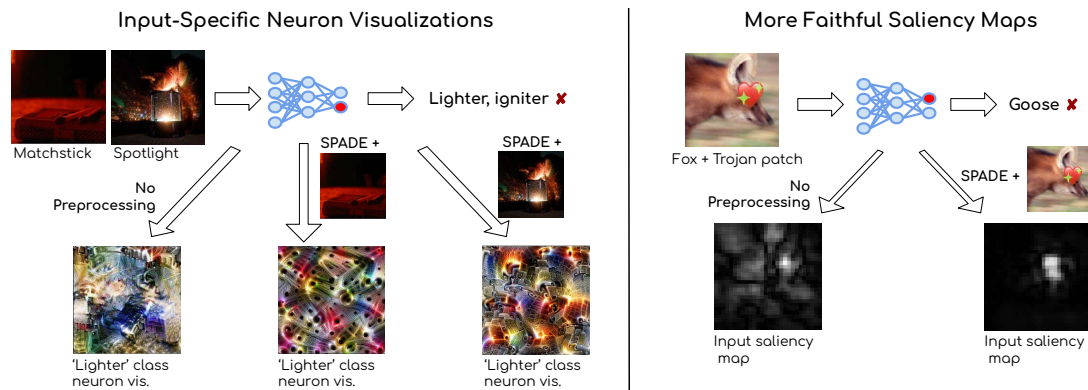 Input-Specific Neuron Visualizations
Matchstick
Spotlight
Lighter, igniter ✘
No
Preprocessing
SPADE +
SPADE +
'Lighter' class
neuron vis.
'Lighter' class
neuron vis.
'Lighter' class
neuron vis.
More Faithful Saliency Maps
Fox + Trojan patch
Goose ✘
No
Preprocessing
SPADE +
Input saliency
map
Input saliency
map